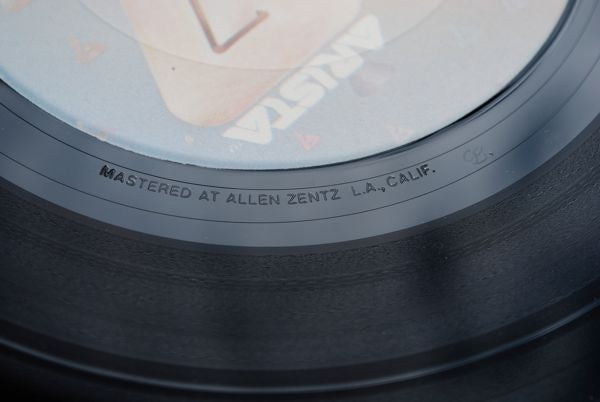 ARISTA
MASTERED AT ALLEN ZENTZ L.A., CALIF.